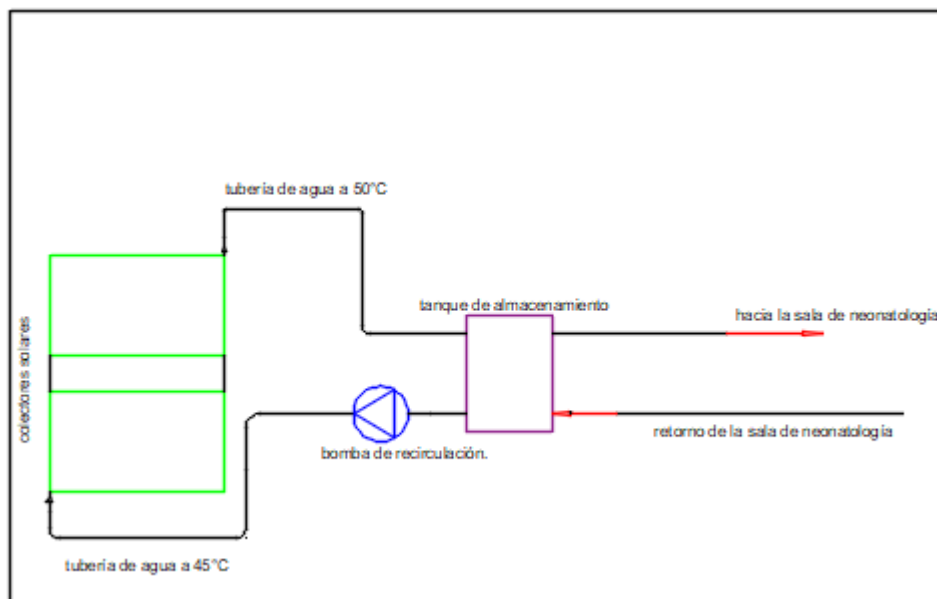 tubería de agua a 50°C
tanque de almacenamiento
hacia la sala de neonatología
colectores solares
retorno de la sala de neonatología
bomba de recirculación.
tubería de agua a 45°C